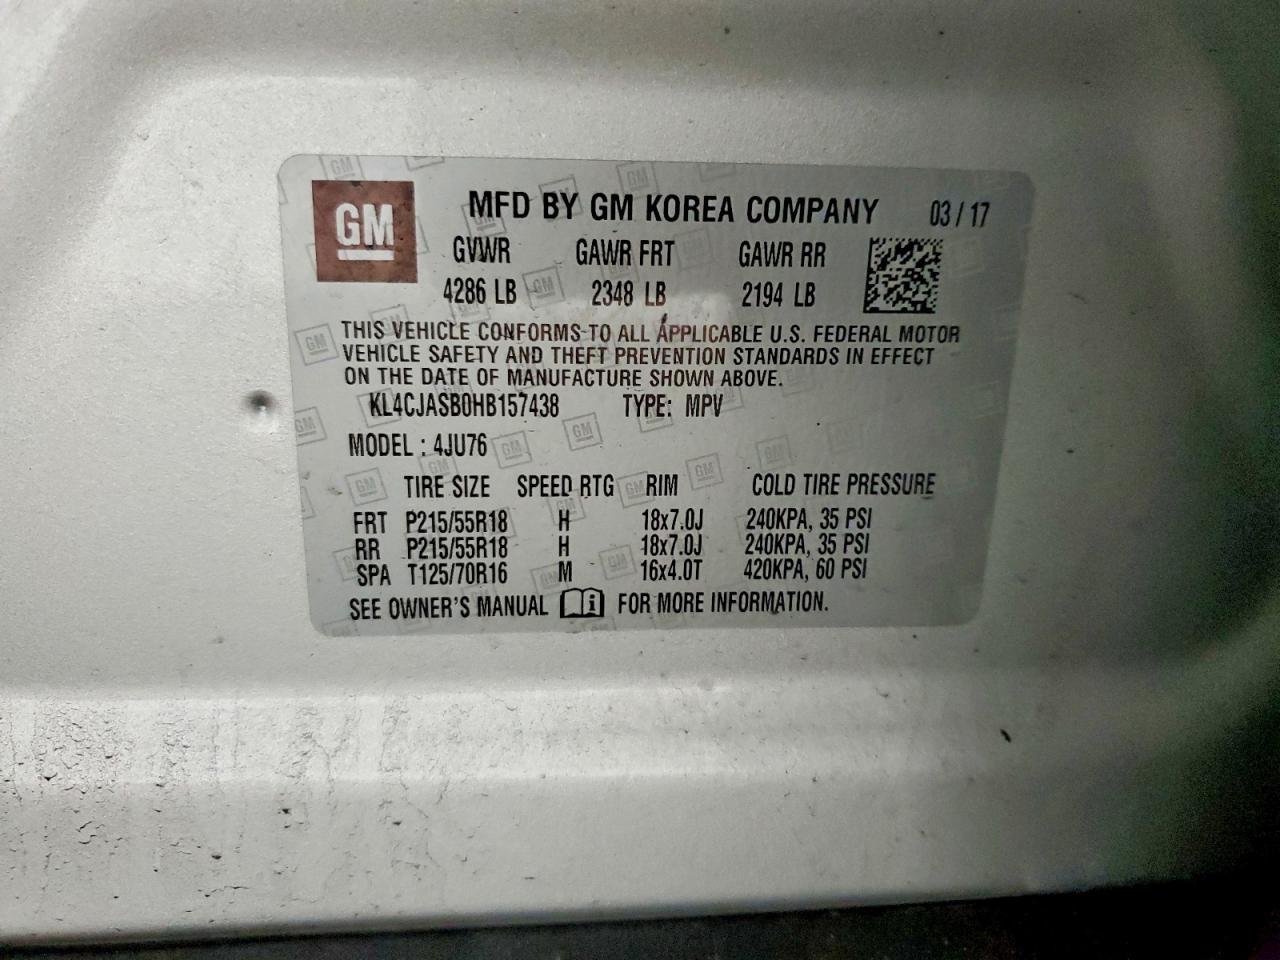 GM
MFD BY GM KOREA COMPANY 03/17
GVWR GAWR FRT GAWR RR
4286 LB 2348 LB 2194 LB
THIS VEHICLE CONFORMS TO ALL APPLICABLE U.S. FEDERAL MOTOR
VEHICLE SAFETY AND THEFT PREVENTION STANDARDS IN EFFECT
ON THE DATE OF MANUFACTURE SHOWN ABOVE.
KL4CJASB0HB157438 TYPE: MPV
MODEL : 4JU76
TIRE SIZE SPEED RTG RIM COLD TIRE PRESSURE
FRT P215/55R18 H 18x7.0J 240KPA, 35 PSI
RR P215/55R18 H 18x7.0J 240KPA, 35 PSI
SPA T125/70R16 M 16x4.0T 420KPA, 60 PSI
SEE OWNER'S MANUAL i FOR MORE INFORMATION.